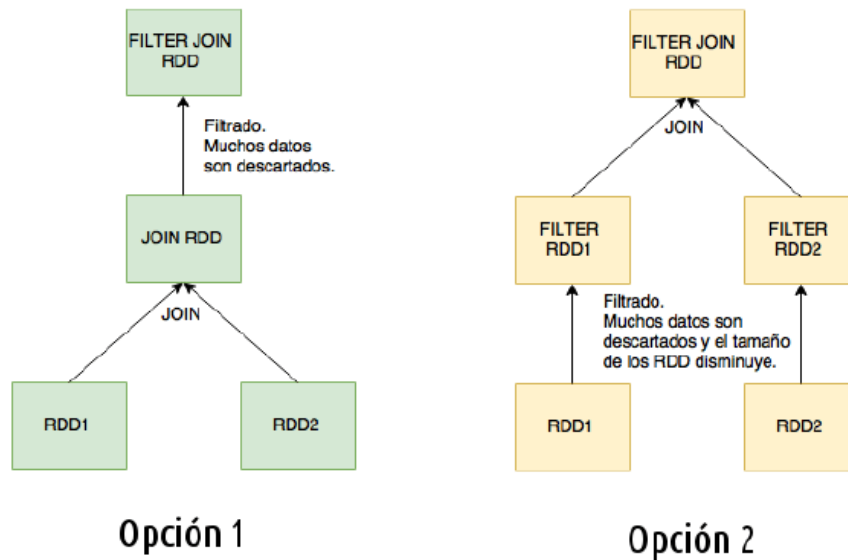 FILTER JOIN
RDD
Filtrado.
Muchos datos
son descartados.
JOIN RDD
JOIN
RDD1
RDD2
Opción 1
FILTER JOIN
RDD
JOIN
FILTER
RDD1
FILTER
RDD2
Filtrado.
Muchos datos son
descartados y el tamaño
de los RDD disminuye.
RDD1
RDD2
Opción 2